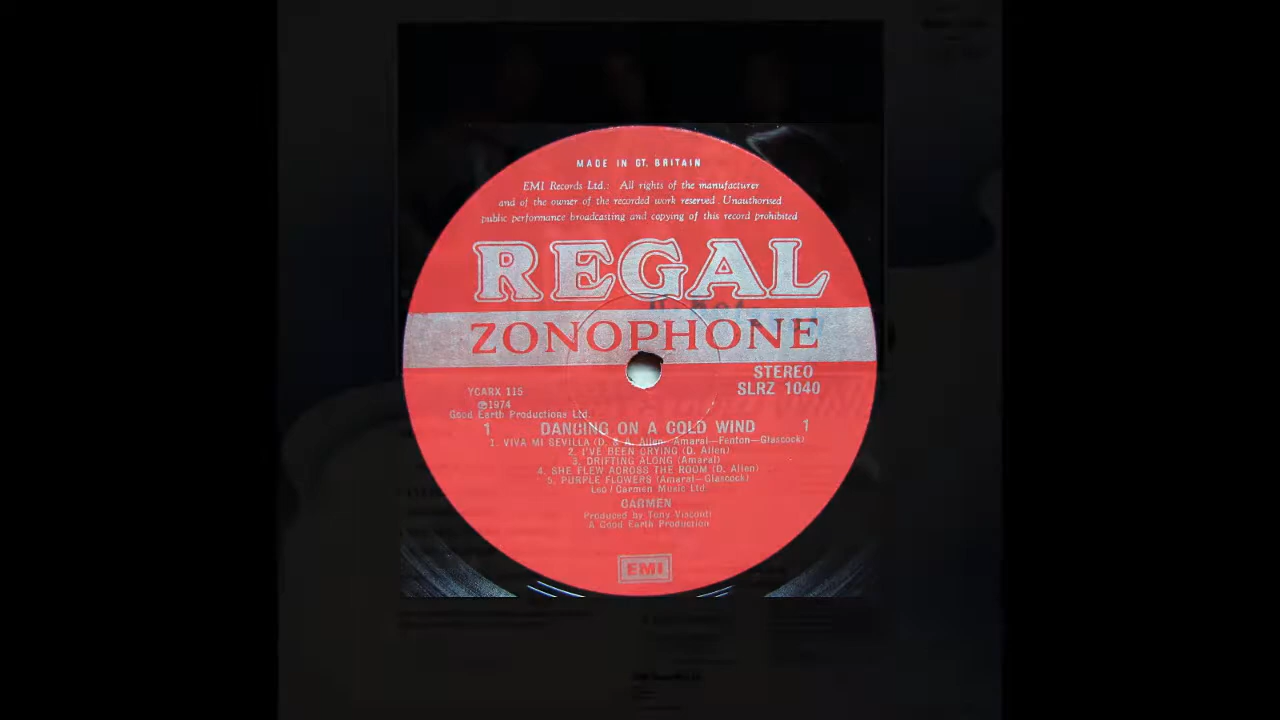 MADE IN GT. BRITAIN
EMI Records Ltd.: All rights of the manufacturer
and of the owner of the recorded work reserved. Unauthorised
public performance broadcasting and copying of this record prohibited
REGAL
ZONOPHONE
STEREO
YCARX 115 SLRZ 1040
℗1974
Good Earth Productions Ltd.
1 DANCING ON A COLD WIND 1
1. VIVA MI SEVILLA (D. & A. Allen—Amaral—Fenton—Glascock)
2. I'VE BEEN CRYING (D. Allen)
3. DRIFTING ALONG (Amaral)
4. SHE FLEW ACROSS THE ROOM (D. Allen)
5. PURPLE FLOWERS (Amaral—Glascock)
Leo / Carmen Music Ltd.
CARMEN
Produced by Tony Visconti
A Good Earth Production
EMI